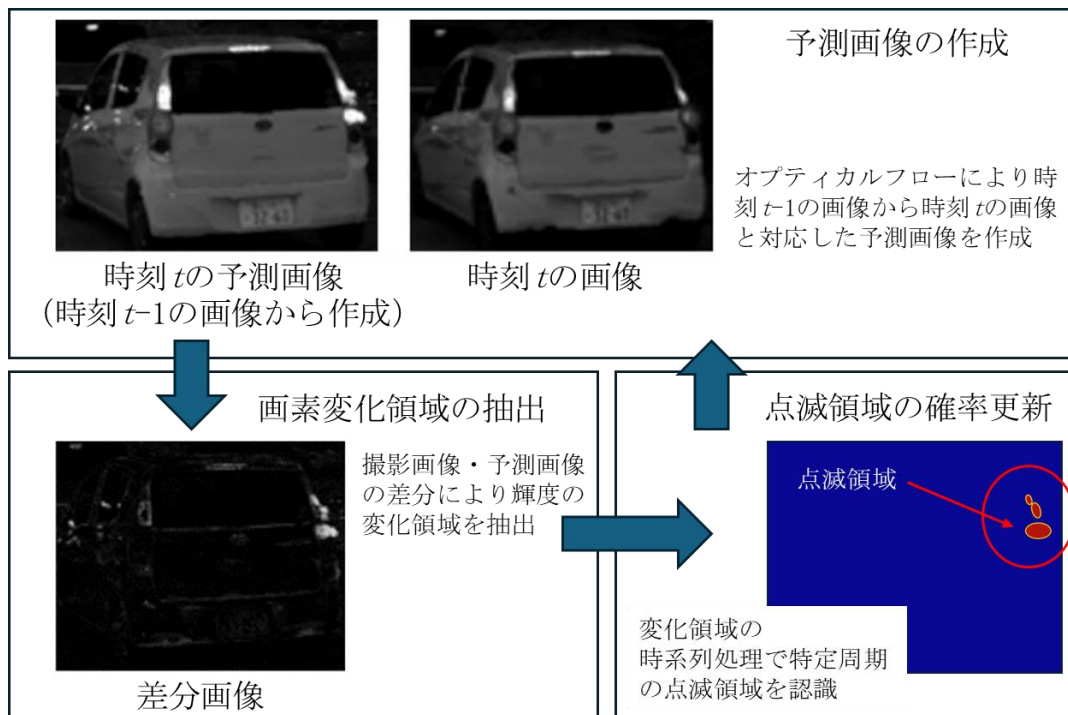 予測画像の作成
オプティカルフローにより時
刻t-1の画像から時刻tの画像
と対応した予測画像を作成
時刻tの予測画像
(時刻t-1の画像から作成)
時刻tの画像
画素変化領域の抽出
撮影画像・予測画像
の差分により輝度の
変化領域を抽出
差分画像
点滅領域の確率更新
点滅領域
変化領域の
時系列処理で特定周期
の点滅領域を認識